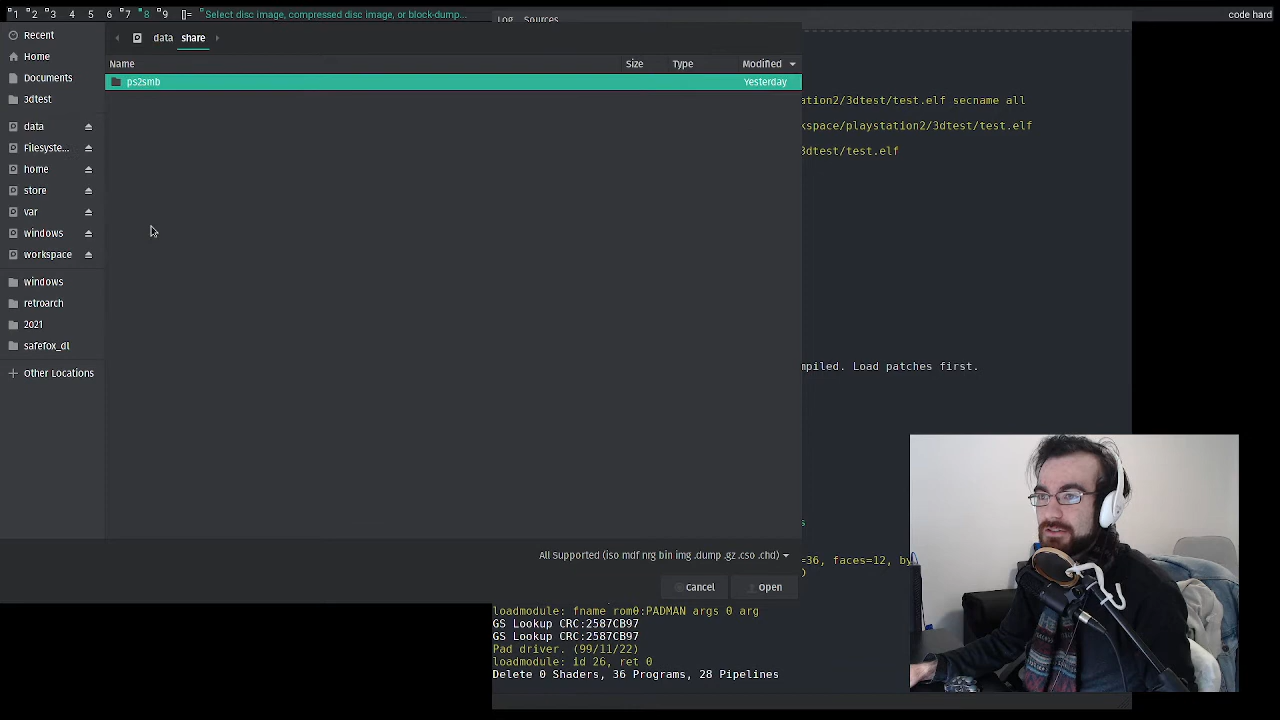 1 2 3 4 5 6 7 8 9 []= Select disc image, compressed disc image, or block-dump... code hard
Log Sources
Recent
Home
Documents
3dtest
data
Filesyste...
home
store
var
windows
workspace
windows
retroarch
2021
safefox_dl
Other Locations
data share
Name Size Type Modified
ps2smb Yesterday
All Supported (iso mdf nrg bin img .dump .gz .cso .chd)
Cancel Open
ation2/3dtest/test.elf secname all
kspace/playstation2/3dtest/test.elf
3dtest/test.elf
mpiled. Load patches first.
s
=36, faces=12, by
loadmodule: fname rom0:PADMAN args 0 arg
GS Lookup CRC:2587CB97
GS Lookup CRC:2587CB97
Pad driver. (99/11/22)
loadmodule: id 26, ret 0
Delete 0 Shaders, 36 Programs, 28 Pipelines